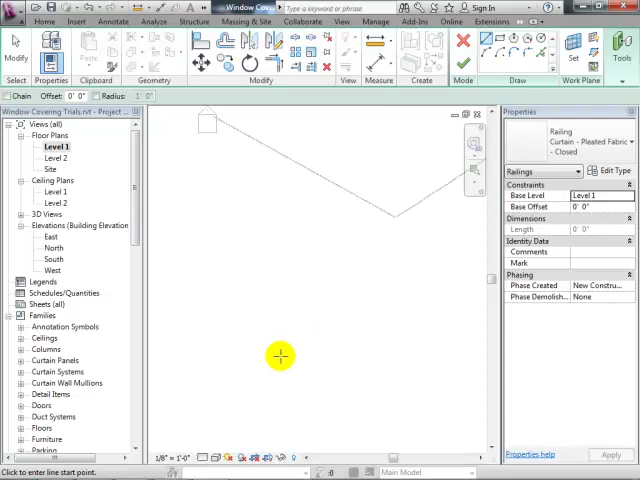 Window Cov...
Type a keyword or phrase
Sign In
Home
Insert
Annotate
Analyze
Structure
Massing & Site
Collaborate
View
Manage
Add-Ins
Online
Extensions
Modify
Properties
Paste
Measure
Set
Tools
Select
Properties
Clipboard
Geometry
Modify
View
Measure
Create
Mode
Draw
Work Plane
Chain
Offset: 0' 0"
Radius: 1' 0"
Window Covering Trials.rvt - Project ...
Views (all)
Floor Plans
Level 1
Level 2
Site
Ceiling Plans
Level 1
Level 2
3D Views
Elevations (Building Elevation
East
North
South
West
Legends
Schedules/Quantities
Sheets (all)
Families
Annotation Symbols
Ceilings
Columns
Curtain Panels
Curtain Systems
Curtain Wall Mullions
Detail Items
Doors
Duct Systems
Floors
Furniture
Parking
Properties
Railing
Curtain - Pleated Fabric
- Closed
Railings
Edit Type
Constraints
Base Level
Level 1
Base Offset
0' 0"
Dimensions
Length
0' 0"
Identity Data
Comments
Mark
Phasing
Phase Created
New Constru...
Phase Demolish...
None
Properties help
Apply
1/8" = 1'-0"
Click to enter line start point.
:0
Main Model